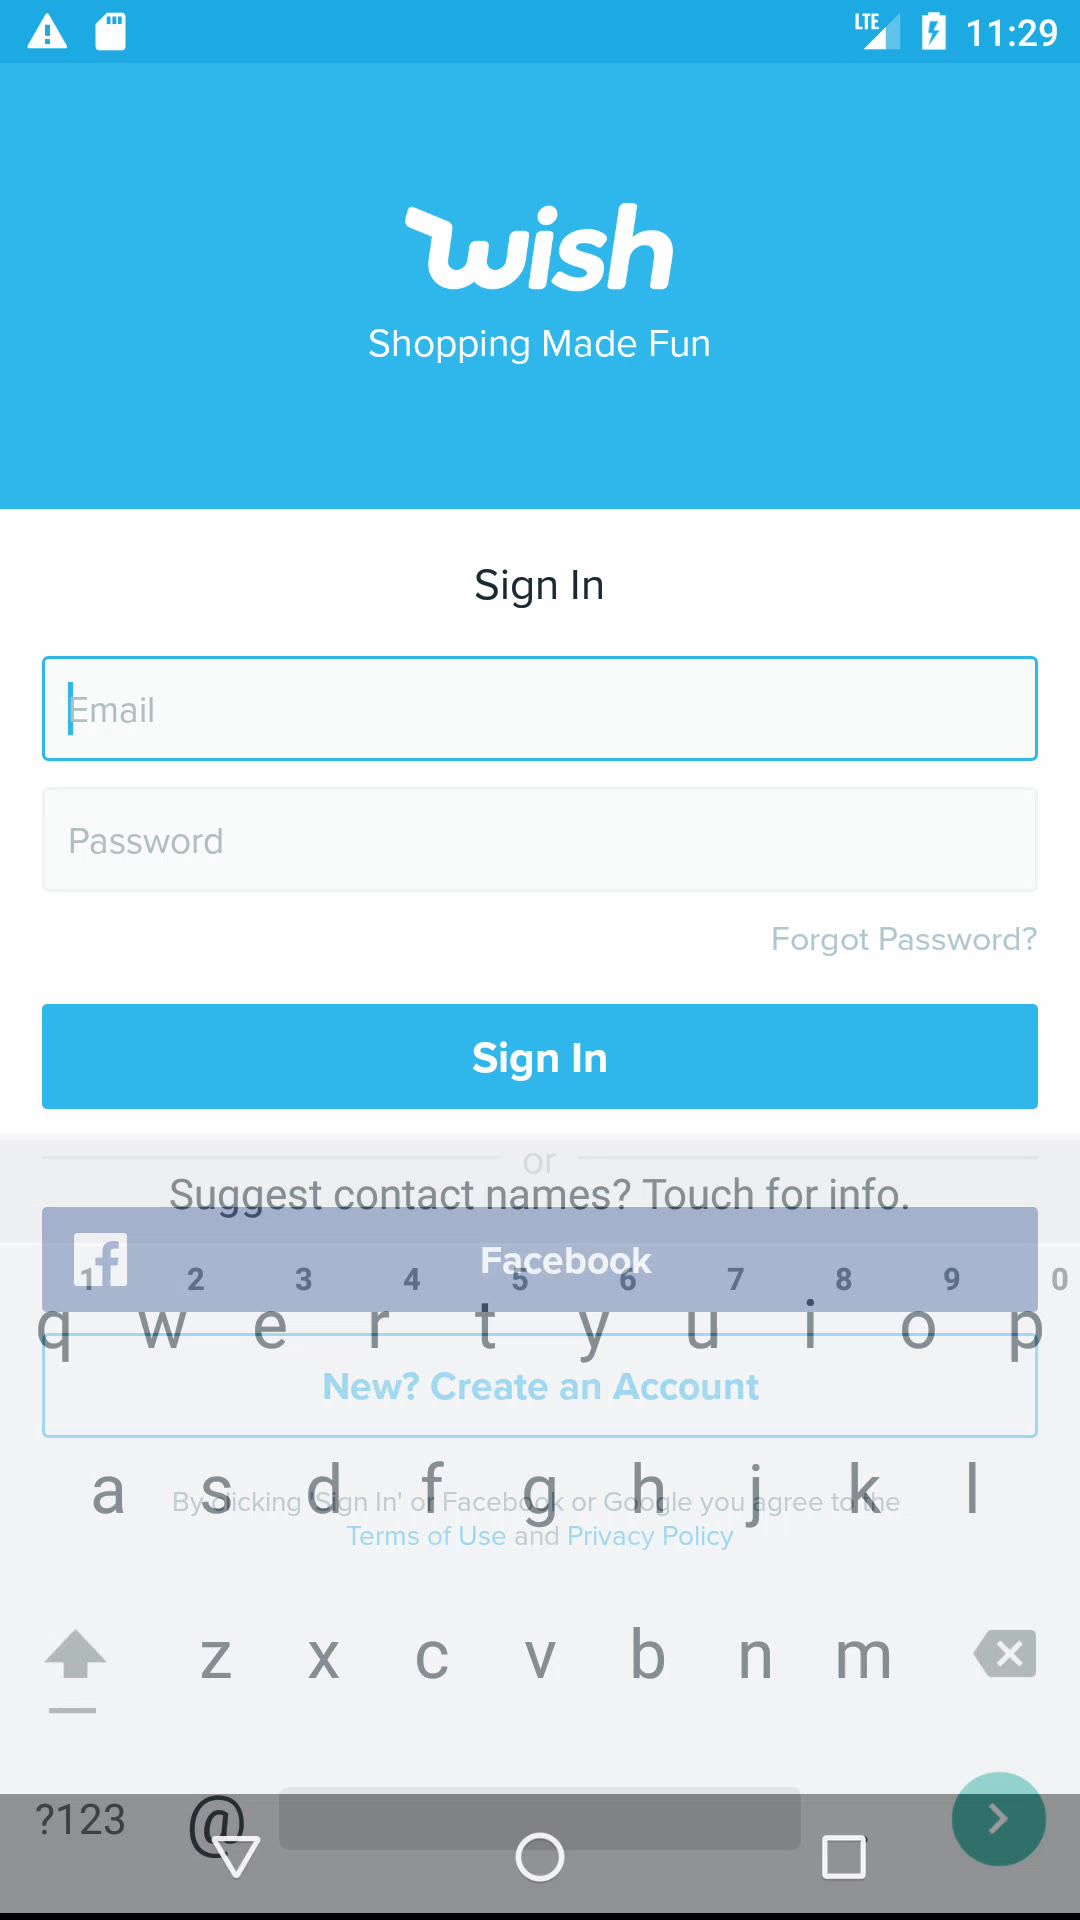 LTE 11:29
wish
Shopping Made Fun
Sign In
Email
Password
Forgot Password?
Sign In
or
Suggest contact names? Touch for info.
Facebook
1 2 3 4 5 6 7 8 9 0
q w e r t y u i o p
New? Create an Account
a s d f g h j k l
By clicking 'Sign In' or Facebook or Google you agree to the
Terms of Use and Privacy Policy
z x c v b n m
?123 @